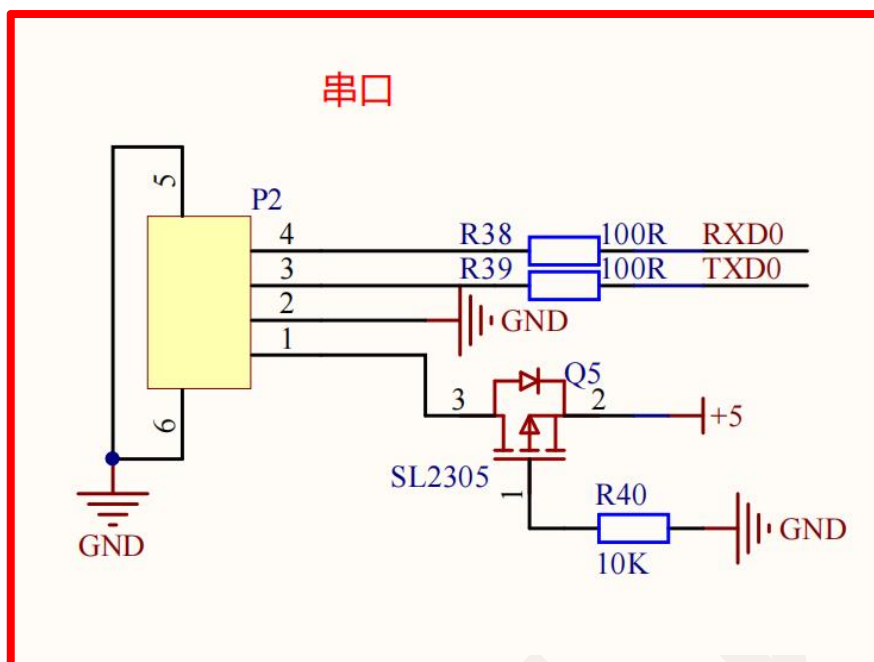 串口
5
P2
4 R38 100R RXD0
3 R39 100R TXD0
2 GND
1
Q5
3 2 +5
6
SL2305
1
R40
GND
GND
10K